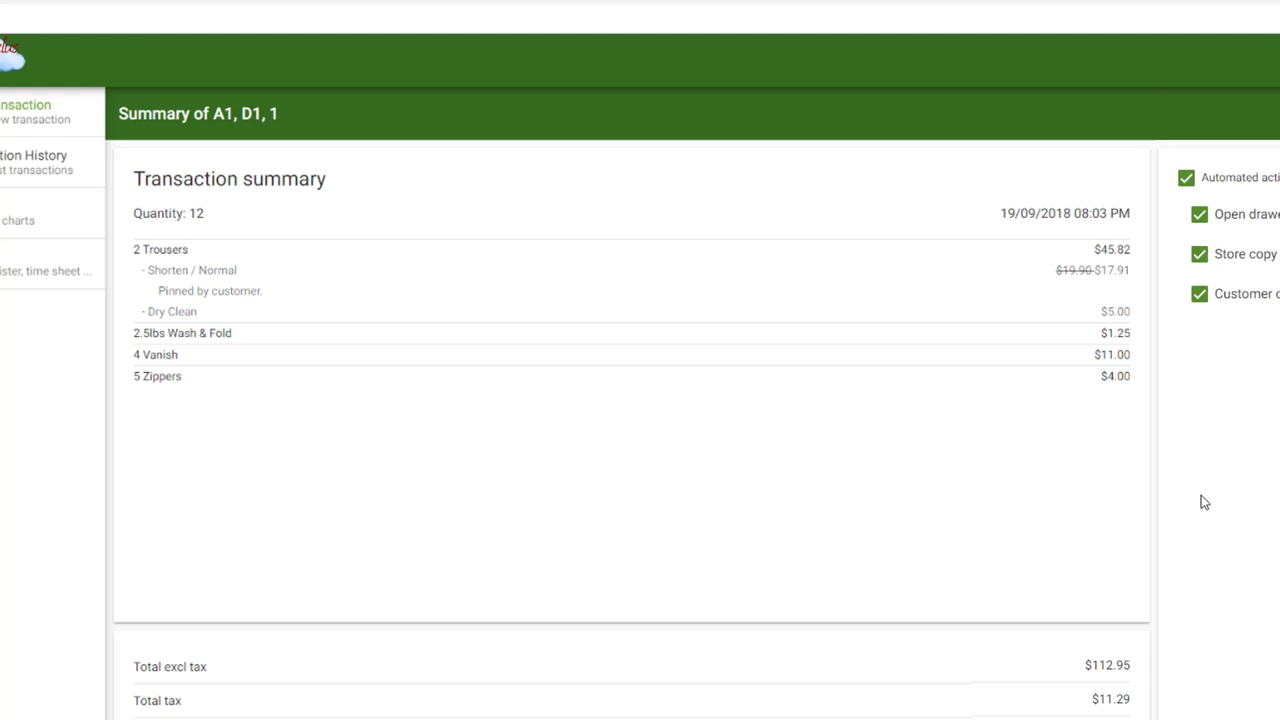 nsaction
w transaction
tion History
st transactions
charts
ister, time sheet ...
Summary of A1, D1, 1
Transaction summary
Quantity: 12 19/09/2018 08:03 PM
2 Trousers $45.82
- Shorten / Normal $19.90 $17.91
Pinned by customer.
- Dry Clean $5.00
2.5lbs Wash & Fold $1.25
4 Vanish $11.00
5 Zippers $4.00
Total excl tax $112.95
Total tax $11.29
Automated acti
Open drawe
Store copy
Customer c